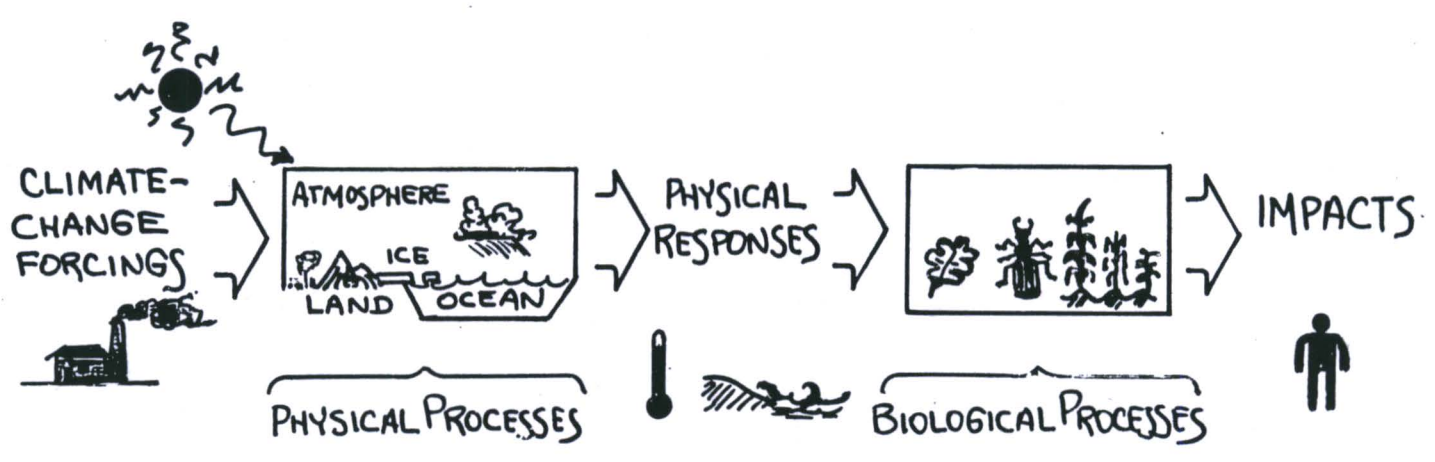 CLIMATE-
CHANGE
FORCINGS
ATMOSPHERE
ICE
LAND
OCEAN
PHYSICAL PROCESSES
PHYSICAL
RESPONSES
BIOLOGICAL PROCESSES
IMPACTS